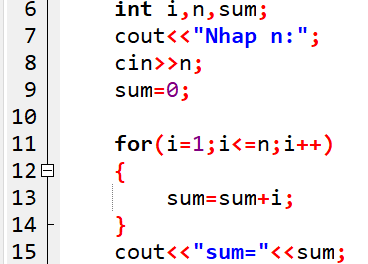 6 int i,n,sum;
7 cout<<"Nhap n:";
8 cin>>n;
9 sum=0;
10
11 for(i=1;i<=n;i++)
12 {
13 sum=sum+i;
14 }
15 cout<<"sum="<<sum;